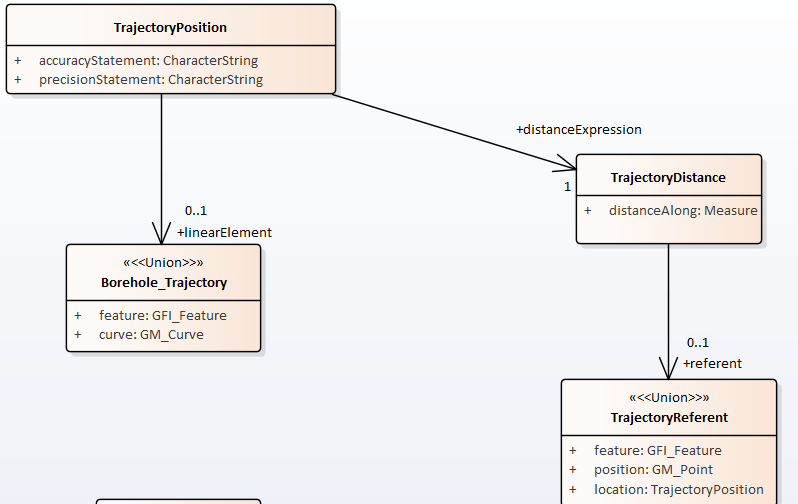 TrajectoryPosition
+ accuracyStatement: CharacterString
+ precisionStatement: CharacterString
+distanceExpression
1
TrajectoryDistance
+ distanceAlong: Measure
0..1
+linearElement
«<<Union>>»
Borehole_Trajectory
+ feature: GFI_Feature
+ curve: GM_Curve
0..1
+referent
«<<Union>>»
TrajectoryReferent
+ feature: GFI_Feature
+ position: GM_Point
+ location: TrajectoryPosition